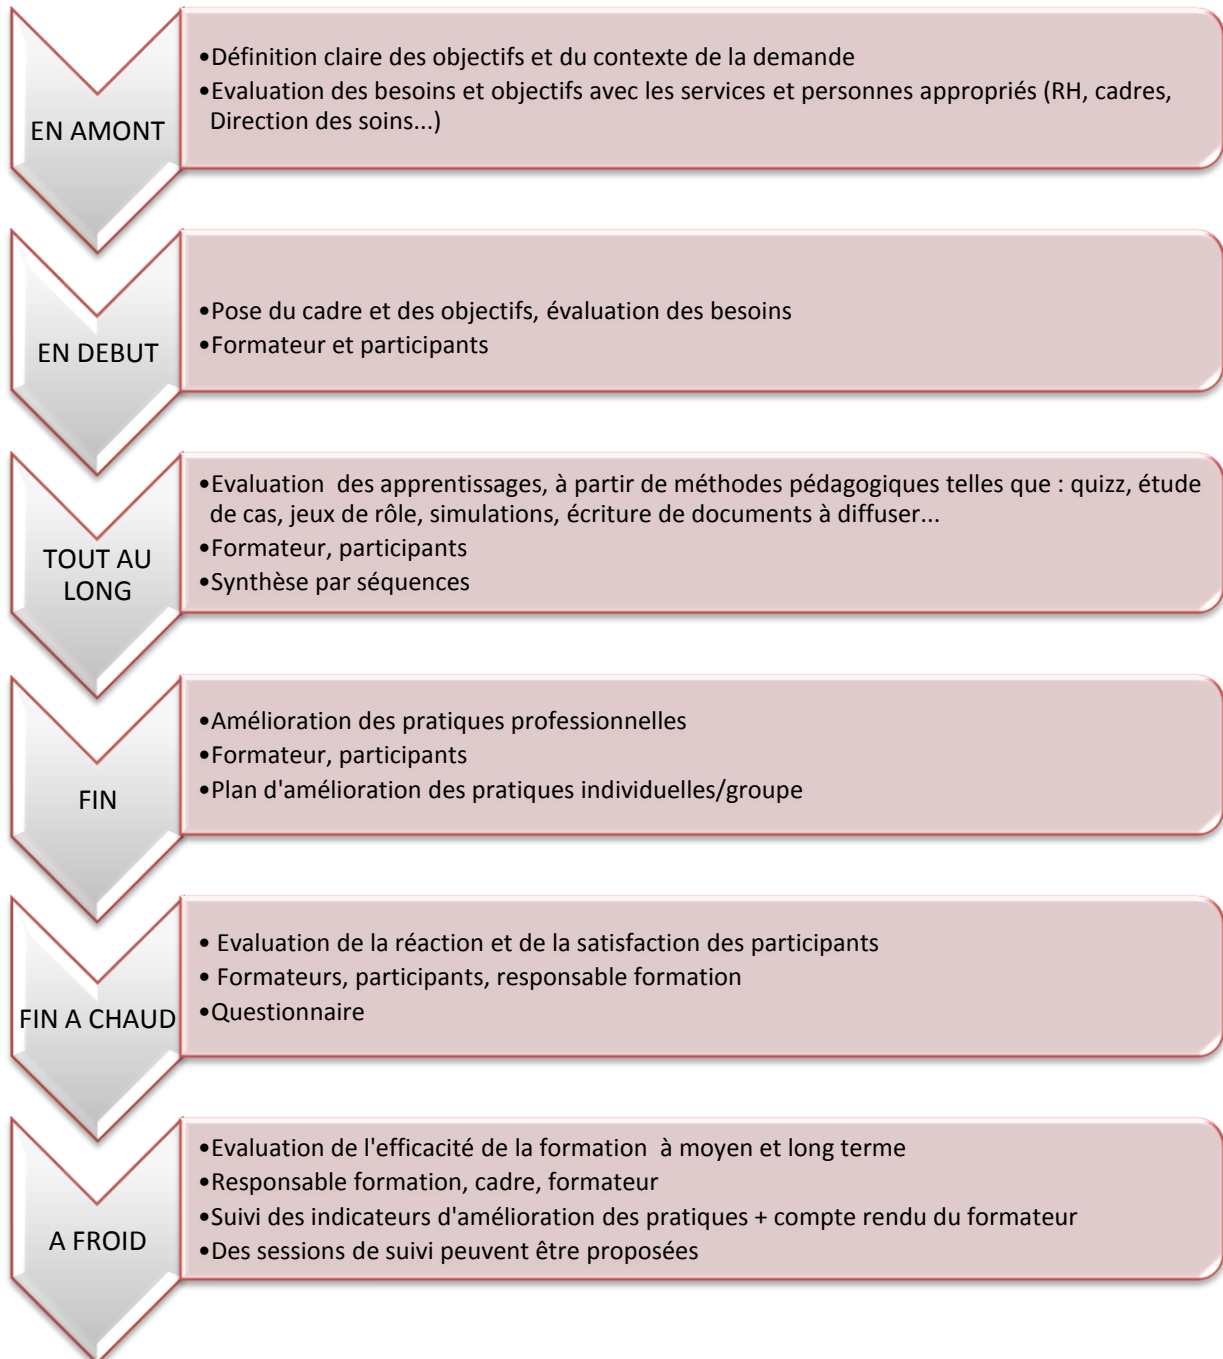 EN AMONT
•Définition claire des objectifs et du contexte de la demande
•Evaluation des besoins et objectifs avec les services et personnes appropriés (RH, cadres,
Direction des soins...)
EN DEBUT
•Pose du cadre et des objectifs, évaluation des besoins
•Formateur et participants
TOUT AU
LONG
•Evaluation  des apprentissages, à partir de méthodes pédagogiques telles que : quizz, étude
de cas, jeux de rôle, simulations, écriture de documents à diffuser...
•Formateur, participants
•Synthèse par séquences
FIN
•Amélioration des pratiques professionnelles
•Formateur, participants
•Plan d'amélioration des pratiques individuelles/groupe
FIN A CHAUD
• Evaluation de la réaction et de la satisfaction des participants
• Formateurs, participants, responsable formation
•Questionnaire
A FROID
•Evaluation de l'efficacité de la formation  à moyen et long terme
•Responsable formation, cadre, formateur
•Suivi des indicateurs d'amélioration des pratiques + compte rendu du formateur
•Des sessions de suivi peuvent être proposées